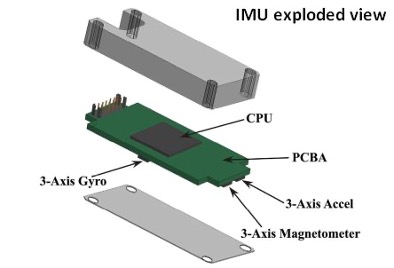 IMU exploded view
CPU
PCBA
3-Axis Gyro
3-Axis Accel
3-Axis Magnetometer